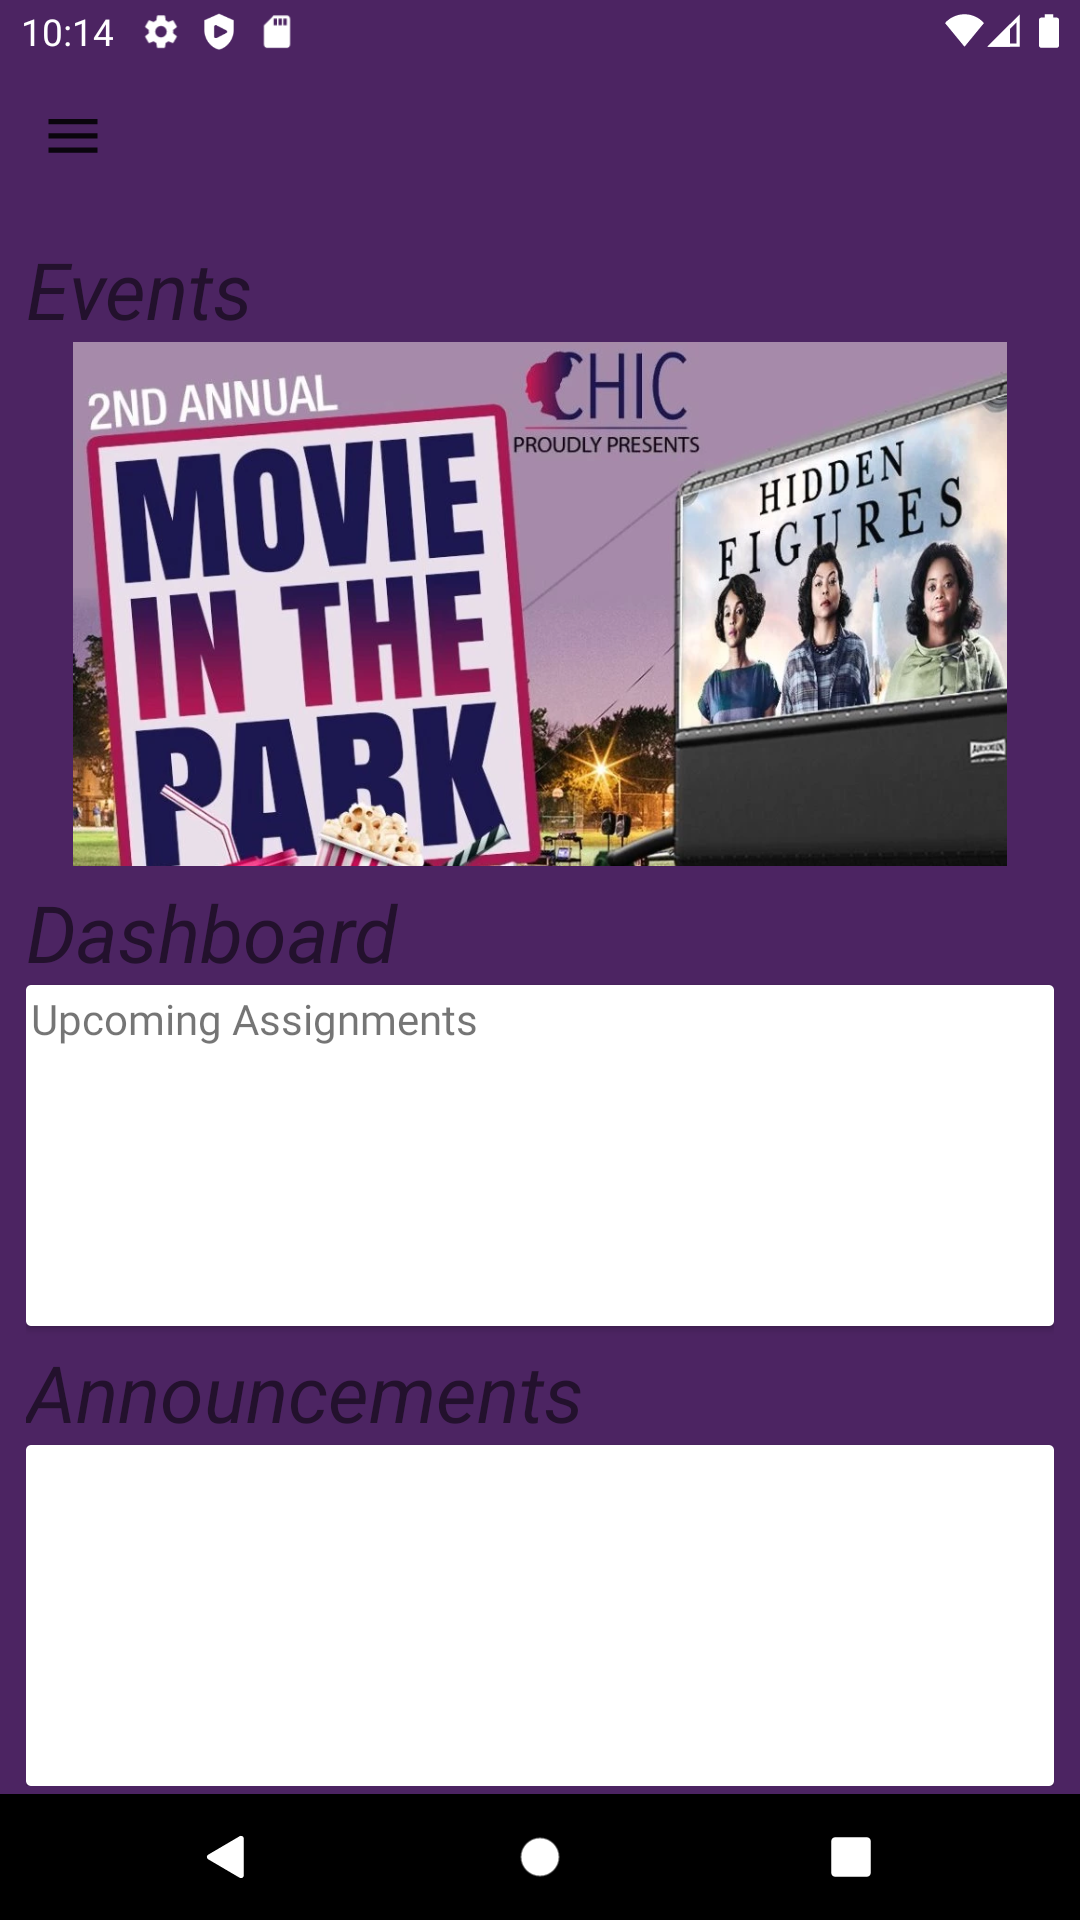 10:14
Events
2ND ANNUAL
MOVIE
IN THE
PARK
CHIC
PROUDLY PRESENTS
HIDDEN
FIGURES
Dashboard
Upcoming Assignments
Announcements